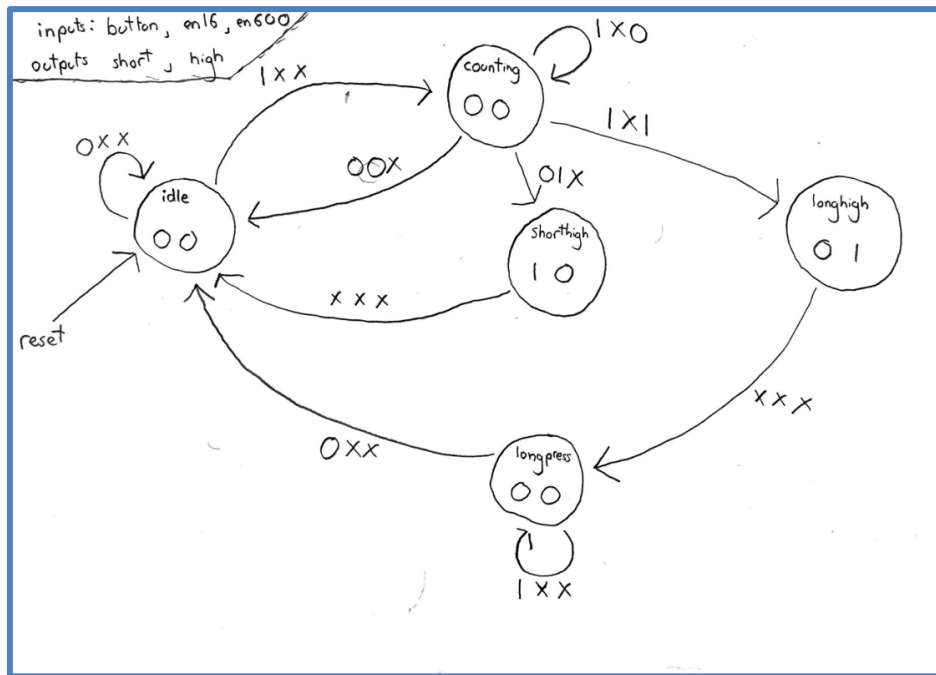 inputs: button, en16, en600
outputs short, high
1XX
1X0
counting
00
1X1
0XX
00X
01X
idle
00
shorthigh
10
longhigh
01
XXX
reset
XXX
0XX
longpress
00
1XX